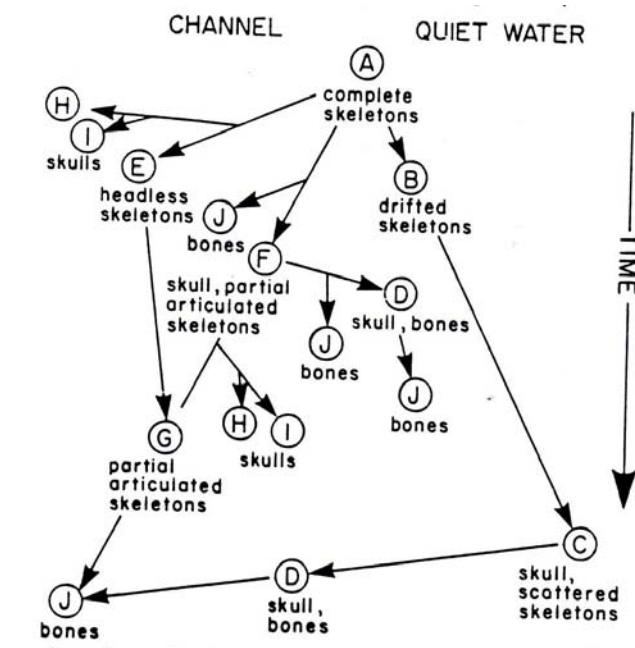 CHANNEL
QUIET WATER
A
complete
skeletons
H
I
skulls
E
headless
skeletons
J
bones
B
drifted
skeletons
F
skull, partial
articulated
skeletons
D
skull, bones
J
bones
J
bones
H
I
skulls
G
partial
articulated
skeletons
C
skull,
scattered
skeletons
D
skull,
bones
J
bones
TIME